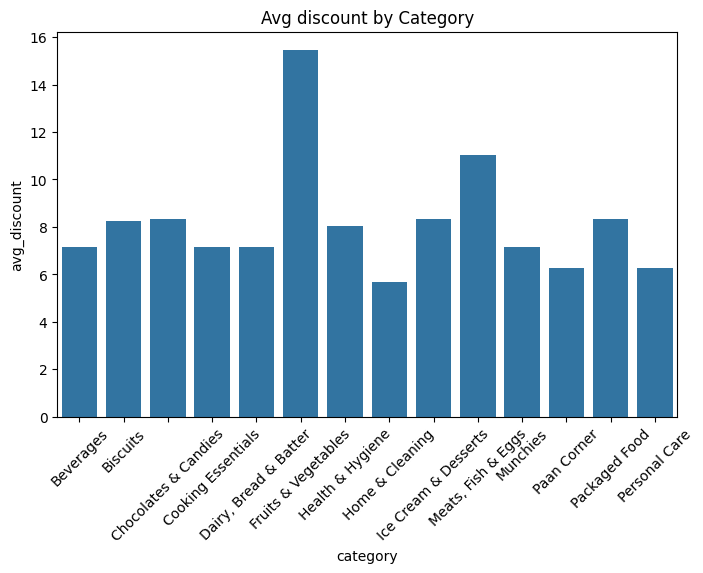 Avg discount by Category
avg_discount
16
14
12
10
8
6
4
2
0
Beverages
Biscuits
Chocolates & Candies
Cooking Essentials
Dairy, Bread & Batter
Fruits & Vegetables
Health & Hygiene
Home & Cleaning
Ice Cream & Desserts
Meats, Fish & Eggs
Munchies
Paan Corner
Packaged Food
Personal Care
category